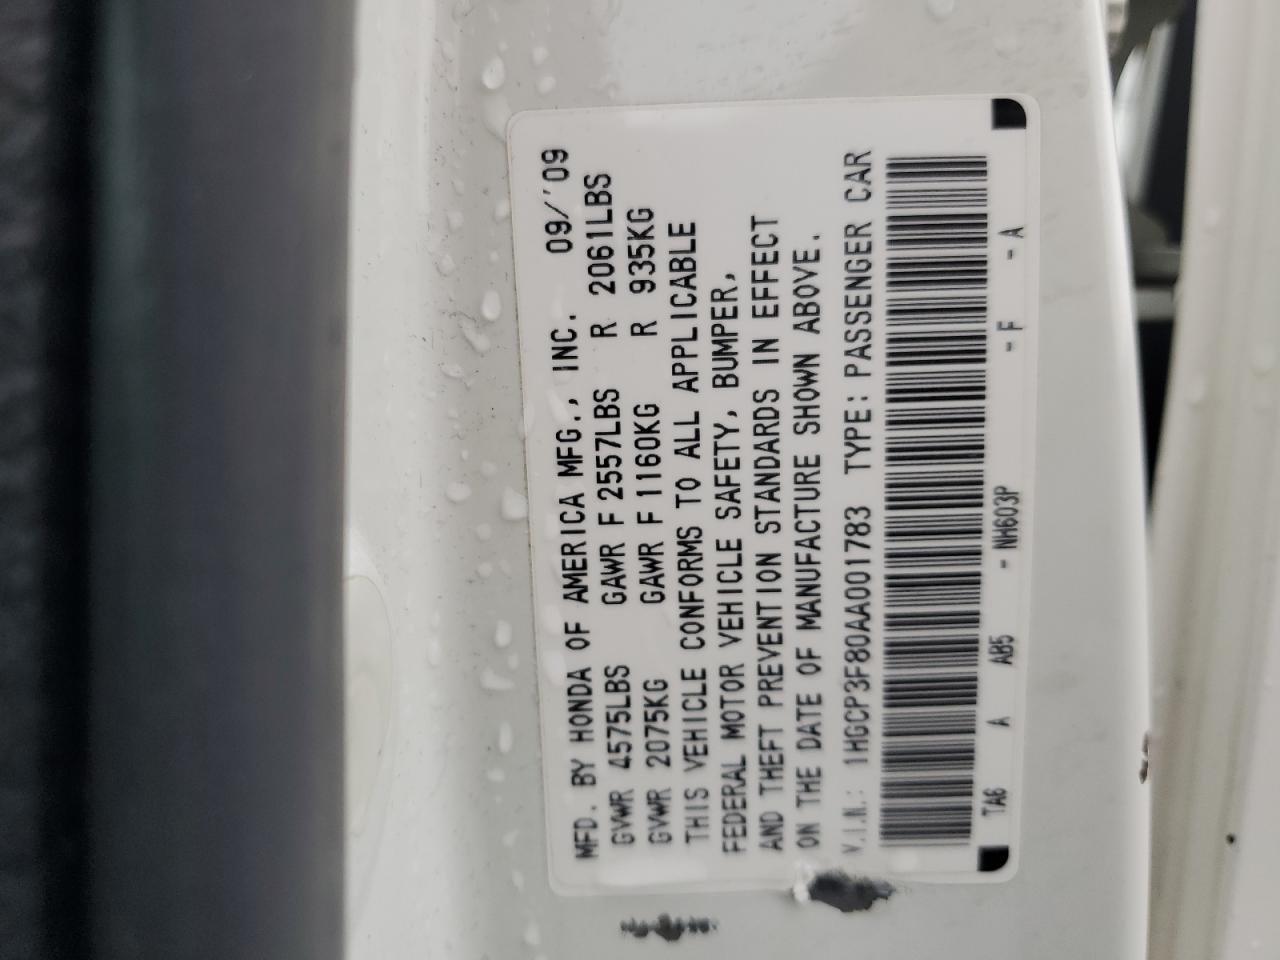 MFD. BY HONDA OF AMERICA MFG., INC. 09/'09
GVWR 4575LBS GAWR F 2557LBS R 2061LBS
GVWR 2075KG GAWR F 1160KG R 935KG
THIS VEHICLE CONFORMS TO ALL APPLICABLE
FEDERAL MOTOR VEHICLE SAFETY, BUMPER,
AND THEFT PREVENTION STANDARDS IN EFFECT
ON THE DATE OF MANUFACTURE SHOWN ABOVE.
V.I.N.: 1HGCP3F80AA001783 TYPE: PASSENGER CAR
TA6 A AB5 - NH603P - F - A